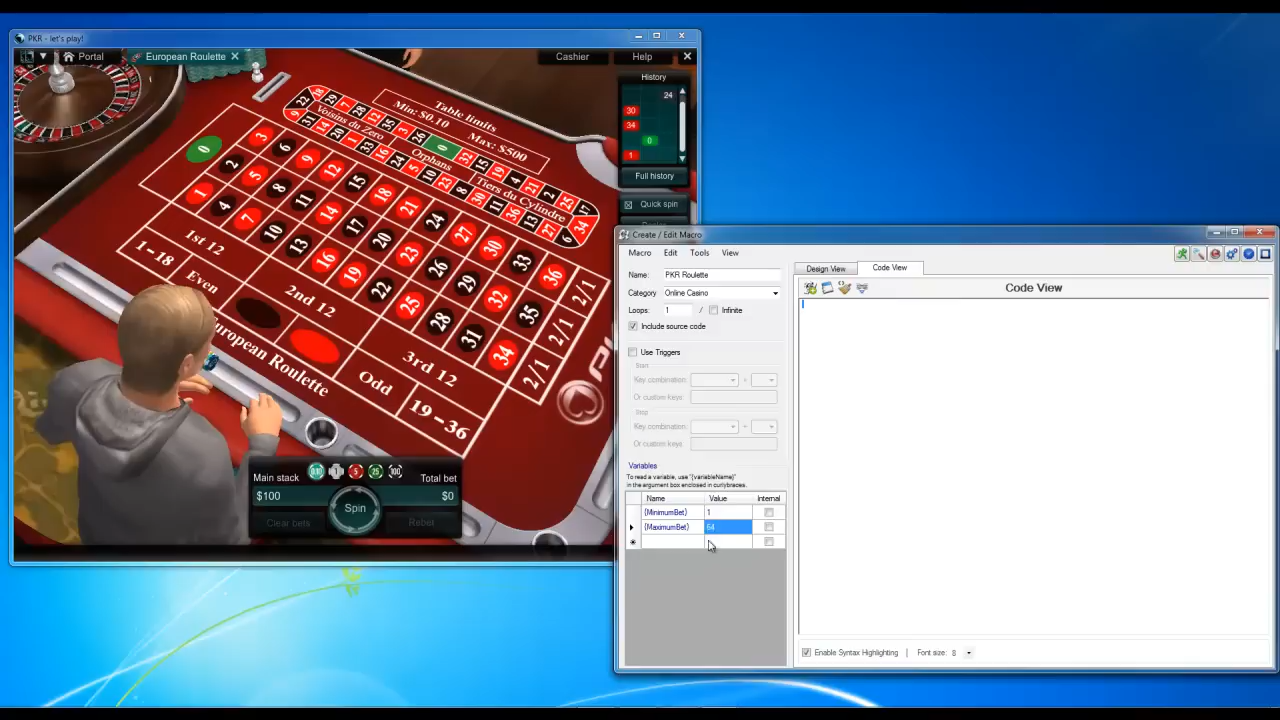 PKR - let's play!
Portal
European Roulette
Cashier
Help
History
24
30
34
0
1
Full history
Quick spin
Table limits
Min: $0.10 Max: $500
Voisins du Zero
Orphans
Tiers du Cylindre
0
3 6 9 12 15 18 21 24 27 30 33 36 2/1
2 5 8 11 14 17 20 23 26 29 32 35 2/1
1 4 7 10 13 16 19 22 25 28 31 34 2/1
1st 12
2nd 12
3rd 12
1-18
Even
Odd
19-36
European Roulette
Main stack
0.10
1
5
25
100
Total bet
$100
$0
Spin
Clear bets
Rebet
Create / Edit Macro
Macro
Edit
Tools
View
Name:
PKR Roulette
Category
Online Casino
Loops:
1
/
Infinite
Include source code
Use Triggers
Start
Key combination:
+
Or custom keys:
Stop
Key combination:
+
Or custom keys:
Variables
To read a variable, use "{variableName}"
in the argument box enclosed in curlybraces.
Name
Value
Internal
{MinimumBet}
1
{MaximumBet}
64
Design View
Code View
Code View
Enable Syntax Highlighting
Font size:
8